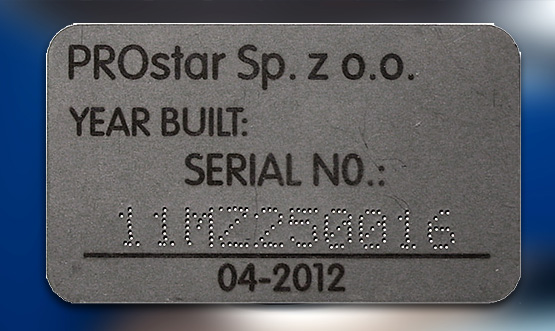 PROstar Sp. z o.o.
YEAR BUILT:
SERIAL NO.:
11MZ250016
04-2012